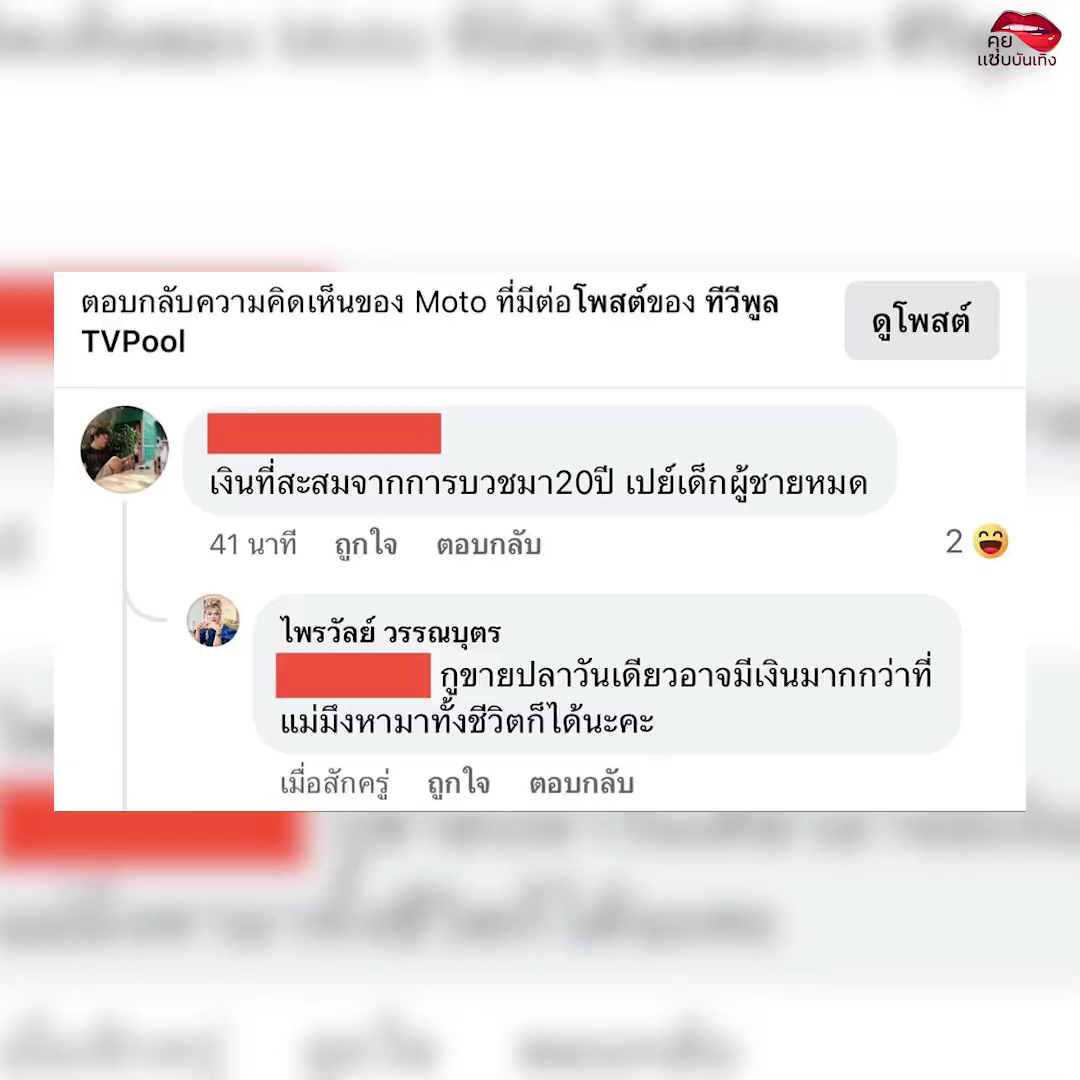 คุย
แซ่บบันเทิง
ตอบกลับความคิดเห็นของ Moto ที่มีต่อโพสต์ของ ทีวีพูล
TVPool
ดูโพสต์
เงินที่สะสมจากการบวชมา20ปี เปย์เด็กผู้ชายหมด
41 นาที ถูกใจ ตอบกลับ
2
ไพรวัลย์ วรรณบุตร
กูขายปลาวันเดียวอาจมีเงินมากกว่าที่
แม่มึงหามาทั้งชีวิตก็ได้นะคะ
เมื่อสักครู่ ถูกใจ ตอบกลับ